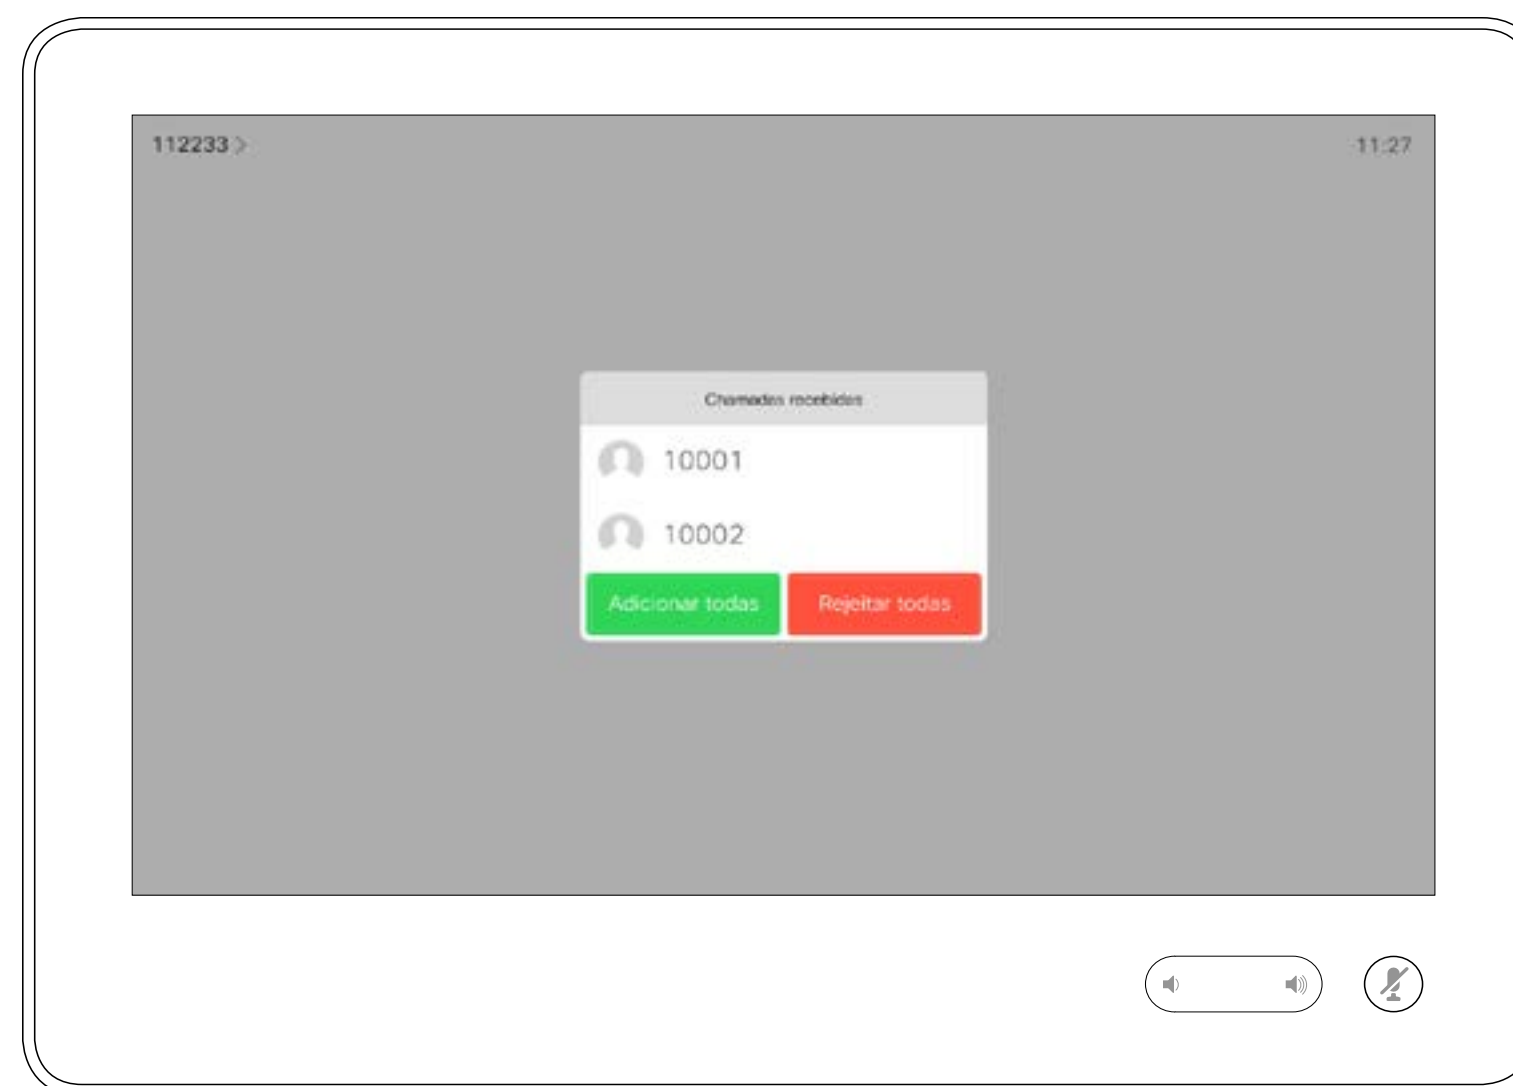 112233 >
11:27
Chamadas recebidas
10001
10002
Adicionar todas
Rejeitar todas